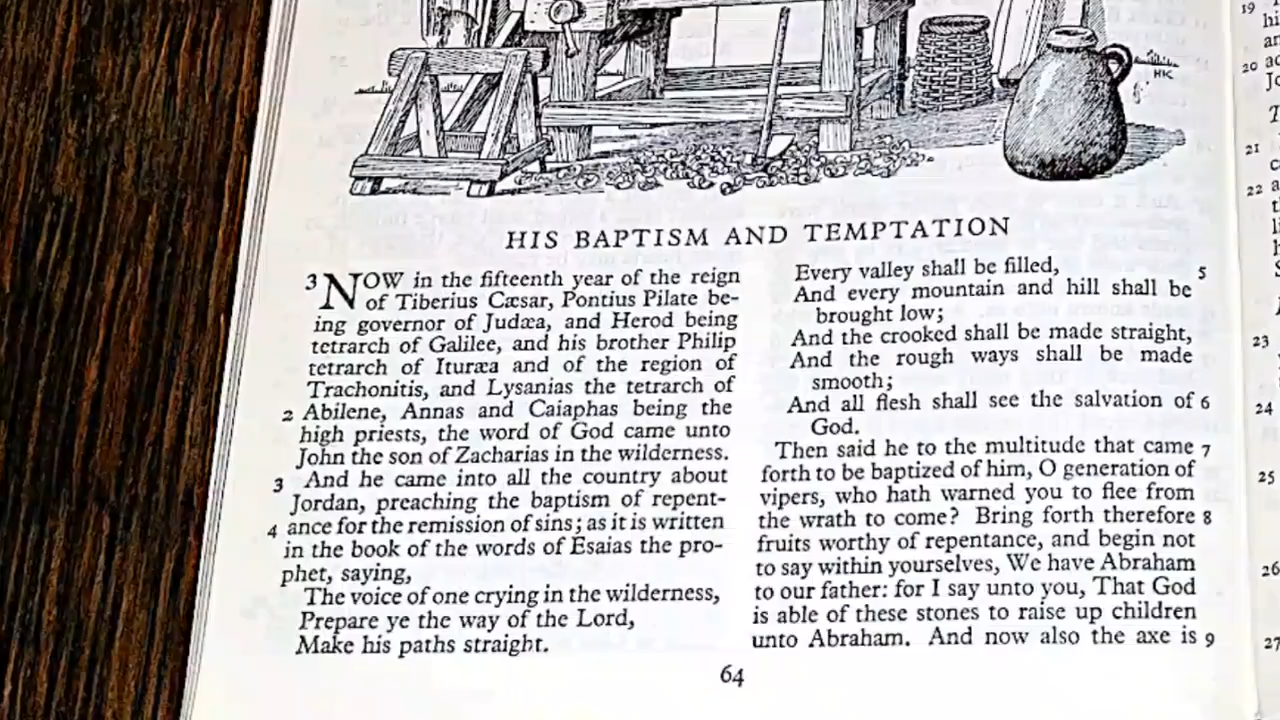 HK
HIS BAPTISM AND TEMPTATION
3 NOW in the fifteenth year of the reign
of Tiberius Cæsar, Pontius Pilate be-
ing governor of Judæa, and Herod being
tetrarch of Galilee, and his brother Philip
tetrarch of Ituræa and of the region of
Trachonitis, and Lysanias the tetrarch of
2 Abilene, Annas and Caiaphas being the
high priests, the word of God came unto
John the son of Zacharias in the wilderness.
3 And he came into all the country about
Jordan, preaching the baptism of repent-
4 ance for the remission of sins; as it is written
in the book of the words of Esaias the pro-
phet, saying,
The voice of one crying in the wilderness,
Prepare ye the way of the Lord,
Make his paths straight.
Every valley shall be filled, 5
And every mountain and hill shall be
brought low;
And the crooked shall be made straight,
And the rough ways shall be made
smooth;
And all flesh shall see the salvation of 6
God.
Then said he to the multitude that came 7
forth to be baptized of him, O generation of
vipers, who hath warned you to flee from
the wrath to come? Bring forth therefore 8
fruits worthy of repentance, and begin not
to say within yourselves, We have Abraham
to our father: for I say unto you, That God
is able of these stones to raise up children
unto Abraham. And now also the axe is 9
64
19
20
21
22
23
24
25
26
27